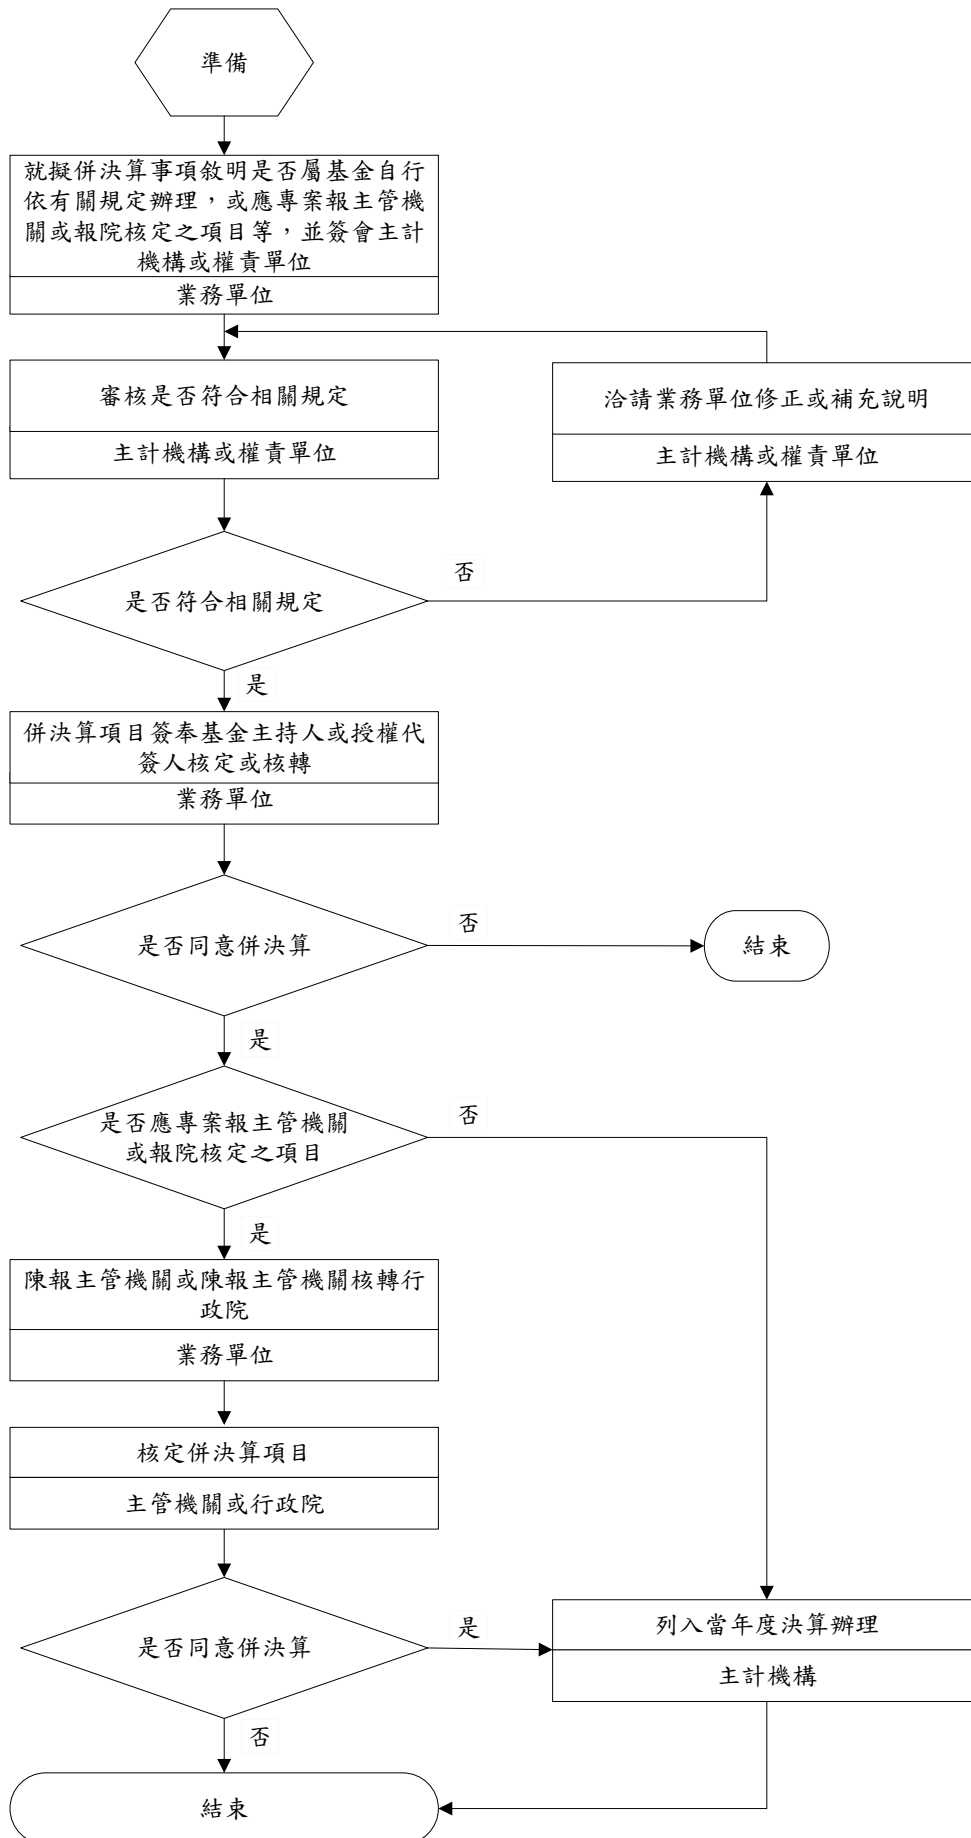 準備
就擬併決算事項敘明是否屬基金自行
依有關規定辦理，或應專案報主管機
關或報院核定之項目等，並簽會主計
機構或權責單位
業務單位
審核是否符合相關規定
主計機構或權責單位
洽請業務單位修正或補充說明
主計機構或權責單位
是否符合相關規定
否
是
併決算項目簽奉基金主持人或授權代
簽人核定或核轉
業務單位
是否同意併決算
否
結束
是
是否應專案報主管機關
或報院核定之項目
否
是
陳報主管機關或陳報主管機關核轉行
政院
業務單位
核定併決算項目
主管機關或行政院
是否同意併決算
是
列入當年度決算辦理
主計機構
否
結束